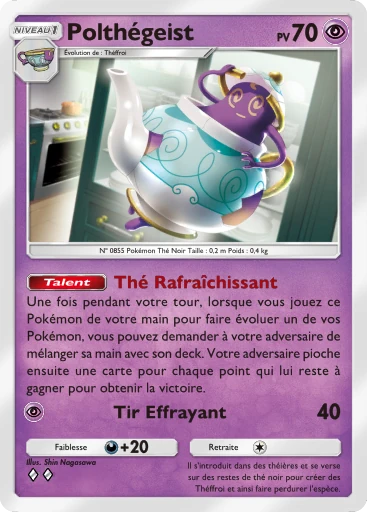 NIVEAU 1
Polthégeist
PV 70
Évolution de : Théffroi
N° 0855 Pokémon Thé Noir Taille : 0,2 m Poids : 0,4 kg
Talent Thé Rafraîchissant
Une fois pendant votre tour, lorsque vous jouez ce
Pokémon de votre main pour faire évoluer un de vos
Pokémon, vous pouvez demander à votre adversaire de
mélanger sa main avec son deck. Votre adversaire pioche
ensuite une carte pour chaque point qui lui reste à
gagner pour obtenir la victoire.
Tir Effrayant 40
Faiblesse +20 Retraite
Illus. Shin Nagasawa
Il s'introduit dans des théières et se verse
sur des restes de thé noir pour créer des
Théffroi et ainsi faire perdurer l'espèce.